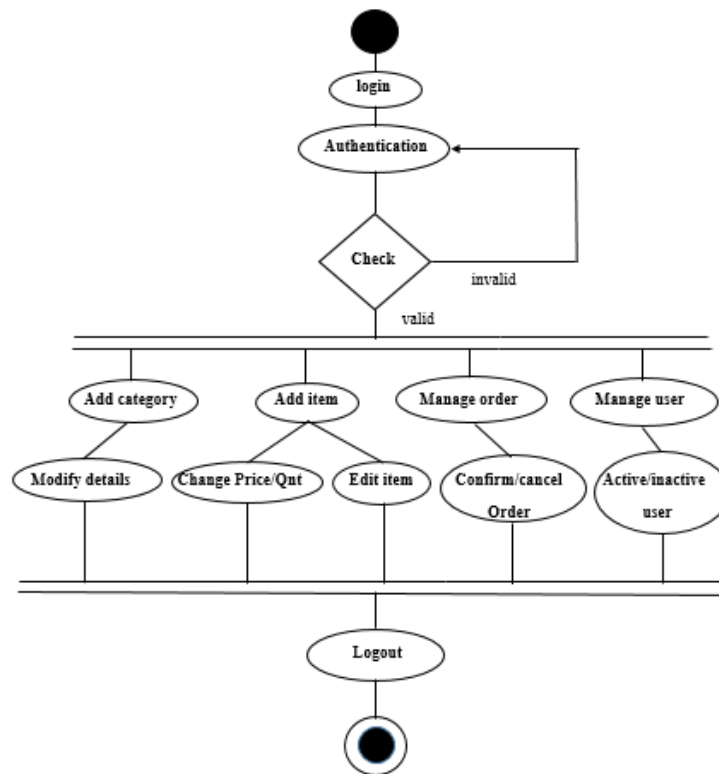 login
Authentication
Check
invalid
valid
Add category
Add item
Manage order
Manage user
Modify details
Change Price/Qnt
Edit item
Confirm/cancel
Order
Active/inactive
user
Logout